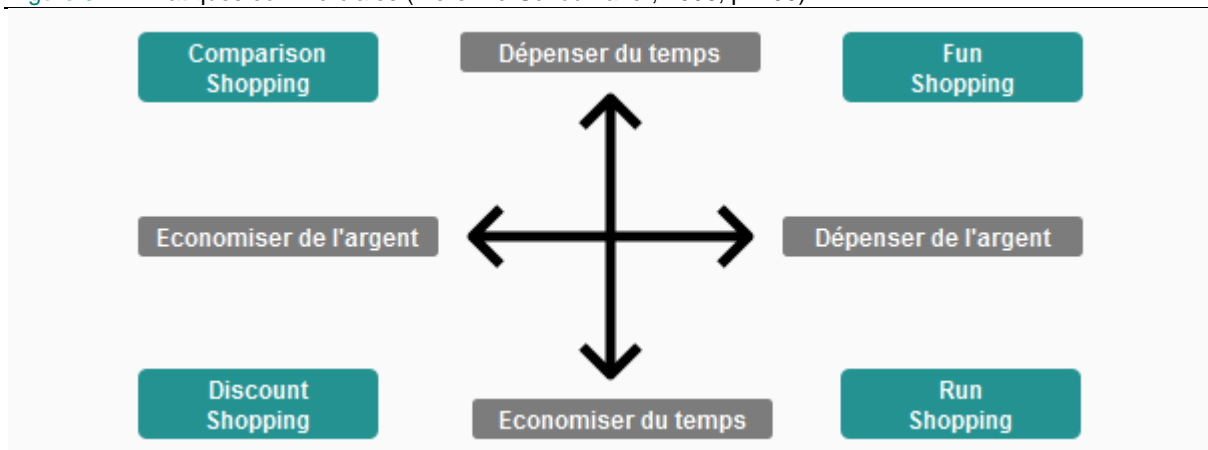 Comparison
Shopping
Dépenser du temps
Fun
Shopping
Economiser de l'argent
Dépenser de l'argent
Discount
Shopping
Economiser du temps
Run
Shopping